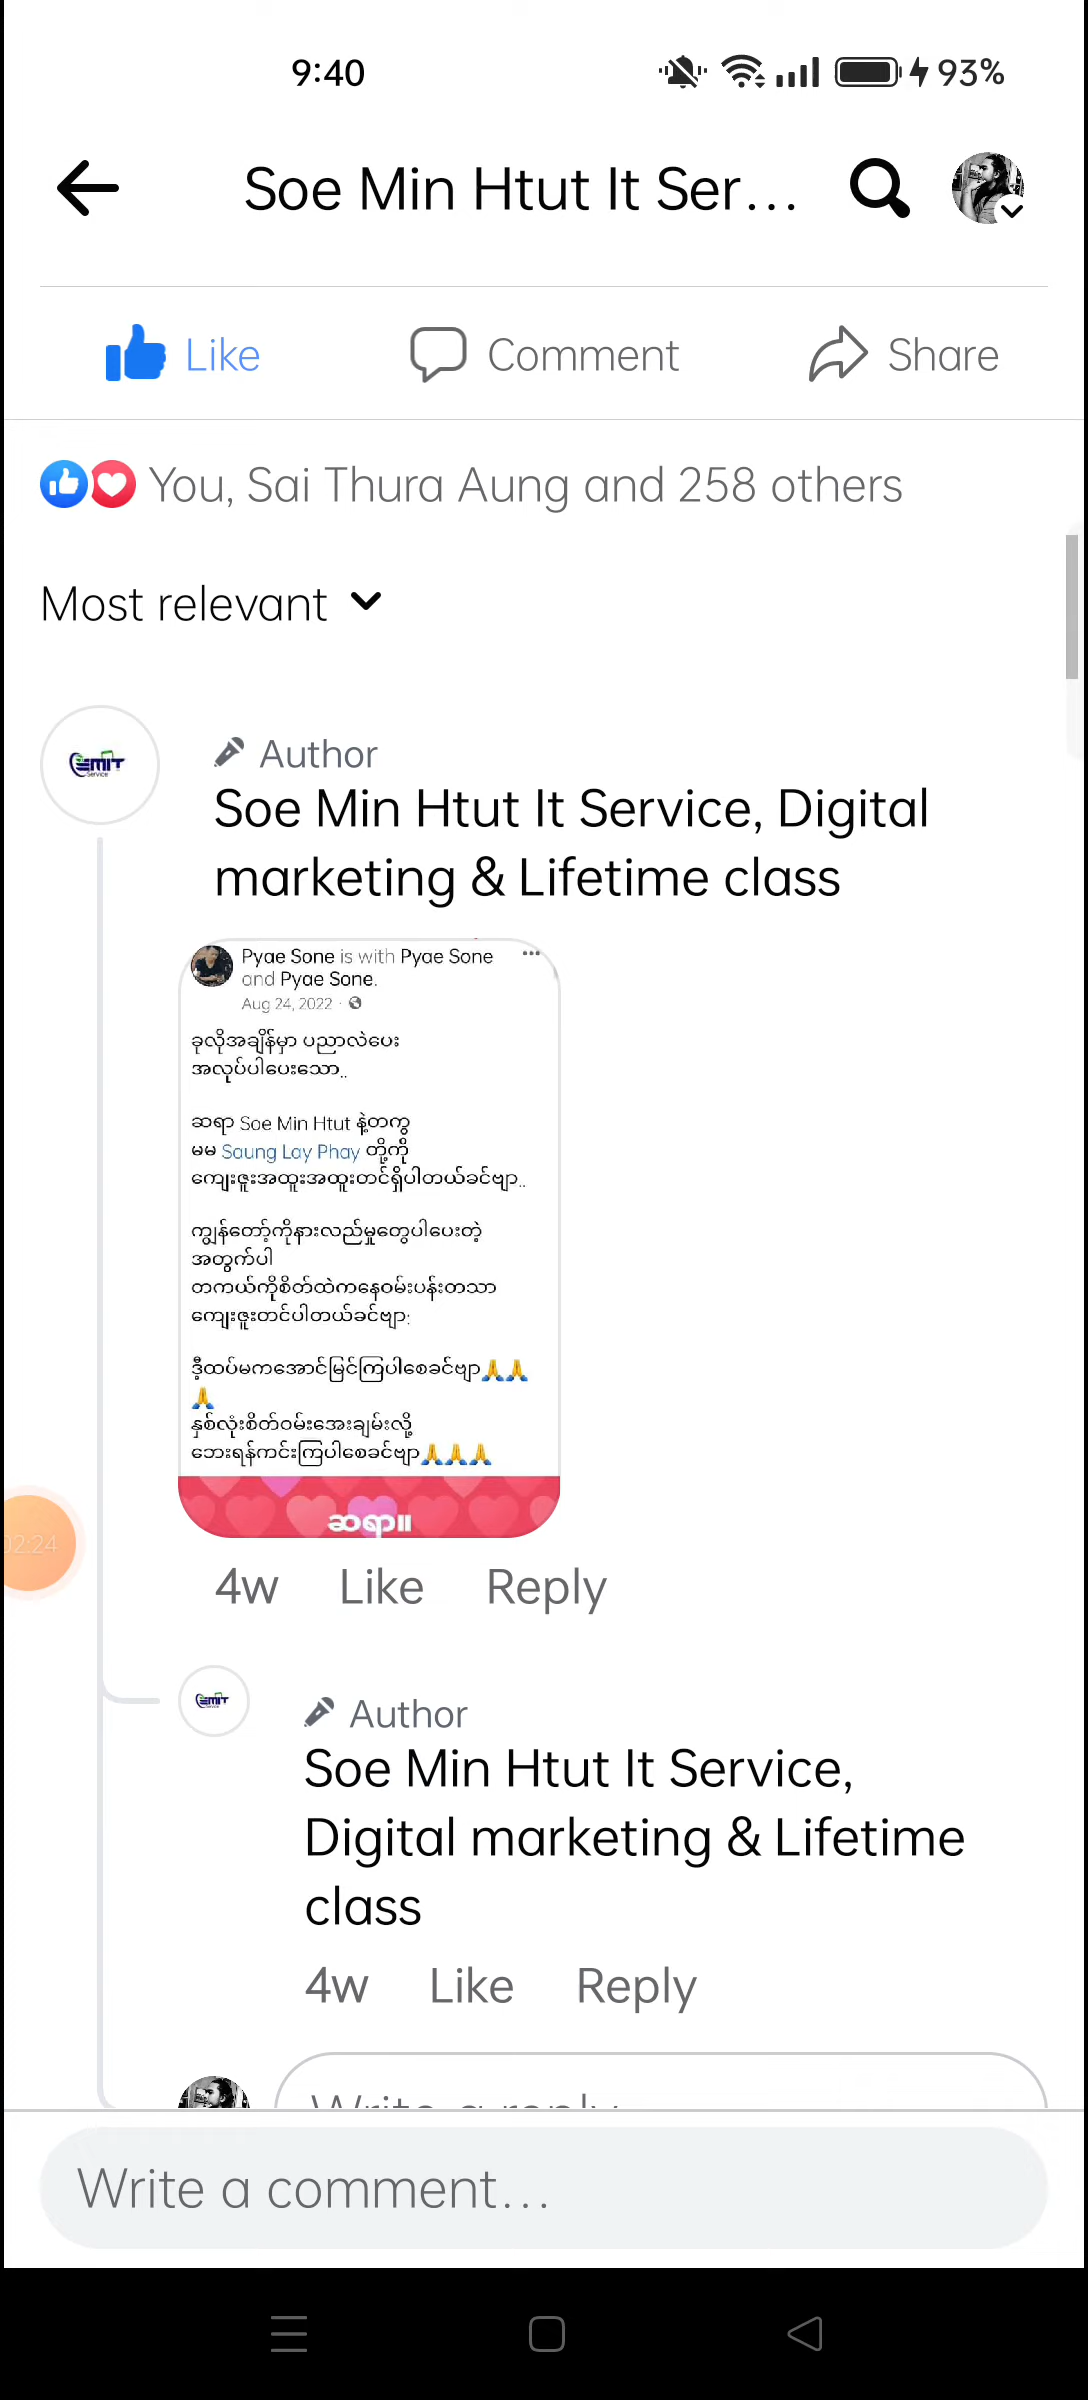 9:40
93%
Soe Min Htut It Ser...
Like
Comment
Share
You, Sai Thura Aung and 258 others
Most relevant
EMIT
Service
Author
Soe Min Htut It Service, Digital
marketing & Lifetime class
Pyae Sone is with Pyae Sone
and Pyae Sone.
Aug 24, 2022
ခုလိုအချိန်မှာ ပညာလဲပေး
အလုပ်ပါပေးသော..
ဆရာ Soe Min Htut နဲ့တကွ
မမ Saung Lay Phay တို့ကို
ကျေးဇူးအထူးအထူးတင်ရှိပါတယ်ခင်ဗျာ..
ကျွန်တော့်ကိုနားလည်မှုတွေပါပေးတဲ့
အတွက်ပါ
တကယ်ကိုစိတ်ထဲကနေဝမ်းပန်းတသာ
ကျေးဇူးတင်ပါတယ်ခင်ဗျာ:
ဒီ့ထပ်မကအောင်မြင်ကြပါစေခင်ဗျာ🙏🙏
🙏
နှစ်လုံးစိတ်ဝမ်းအေးချမ်းလို့
ဘေးရန်ကင်းကြပါစေခင်ဗျာ🙏🙏🙏
ဆရာ။
02:24
4w Like Reply
EMIT
Author
Soe Min Htut It Service,
Digital marketing & Lifetime
class
4w Like Reply
Write a reply...
Write a comment...